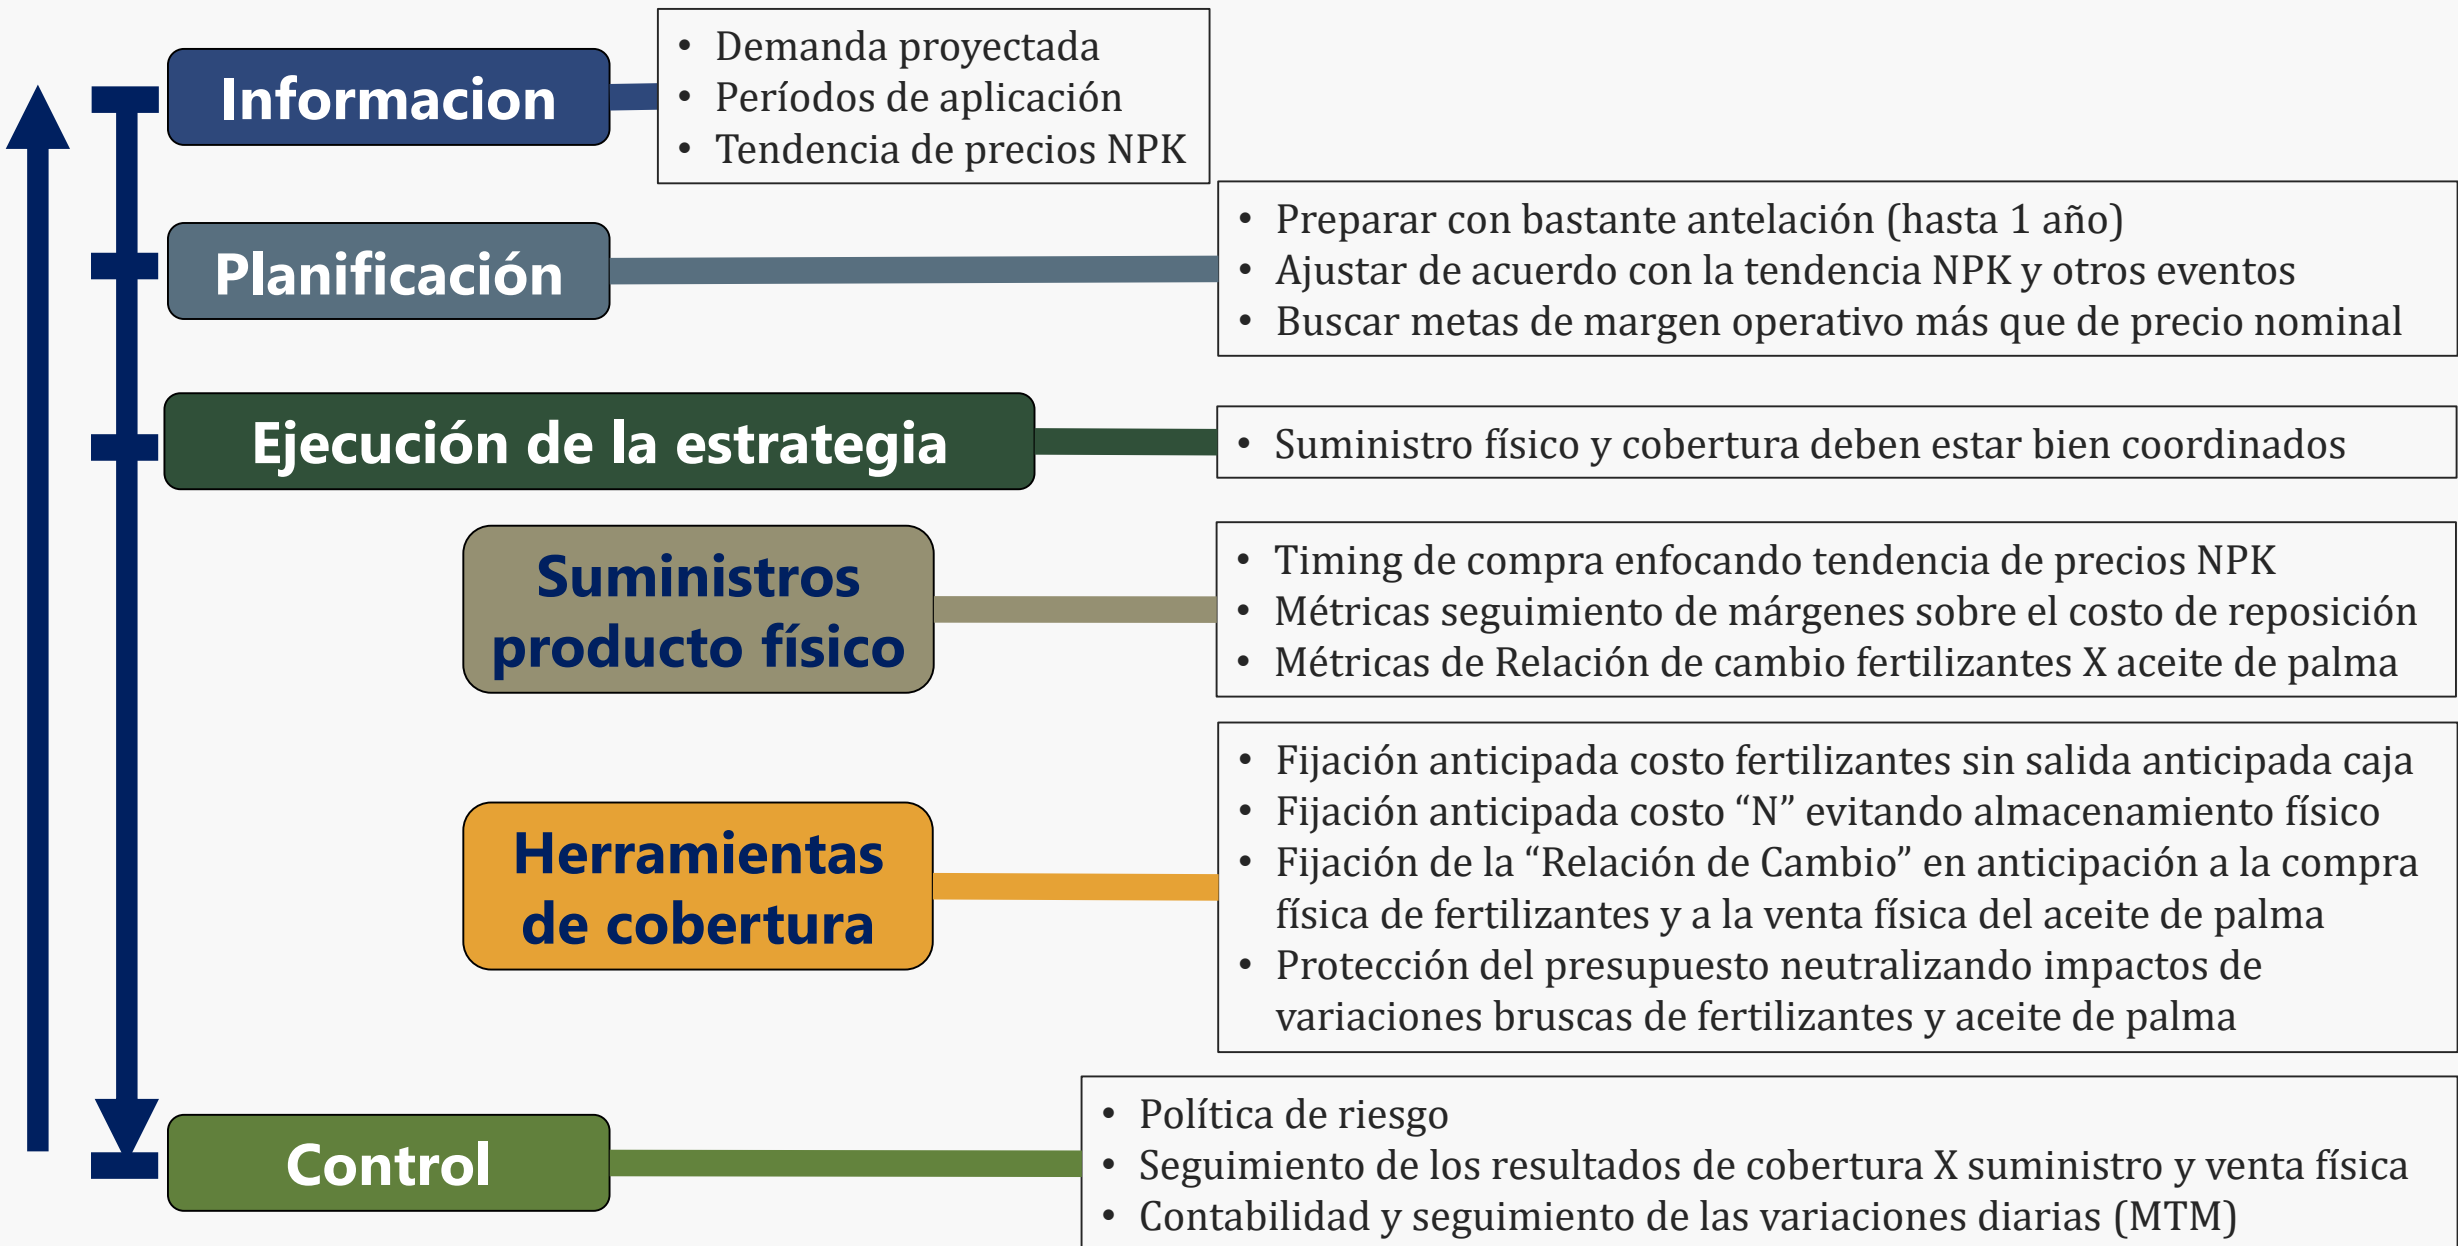 Informacion
• Demanda proyectada
• Períodos de aplicación
• Tendencia de precios NPK
Planificación
• Preparar con bastante antelación (hasta 1 año)
• Ajustar de acuerdo con la tendencia NPK y otros eventos
• Buscar metas de margen operativo más que de precio nominal
Ejecución de la estrategia
• Suministro físico y cobertura deben estar bien coordinados
Suministros
producto físico
• Timing de compra enfocando tendencia de precios NPK
• Métricas seguimiento de márgenes sobre el costo de reposición
• Métricas de Relación de cambio fertilizantes X aceite de palma
Herramientas
de cobertura
• Fijación anticipada costo fertilizantes sin salida anticipada caja
• Fijación anticipada costo “N” evitando almacenamiento físico
• Fijación de la “Relación de Cambio” en anticipación a la compra
física de fertilizantes y a la venta física del aceite de palma
• Protección del presupuesto neutralizando impactos de
variaciones bruscas de fertilizantes y aceite de palma
Control
• Política de riesgo
• Seguimiento de los resultados de cobertura X suministro y venta física
• Contabilidad y seguimiento de las variaciones diarias (MTM)